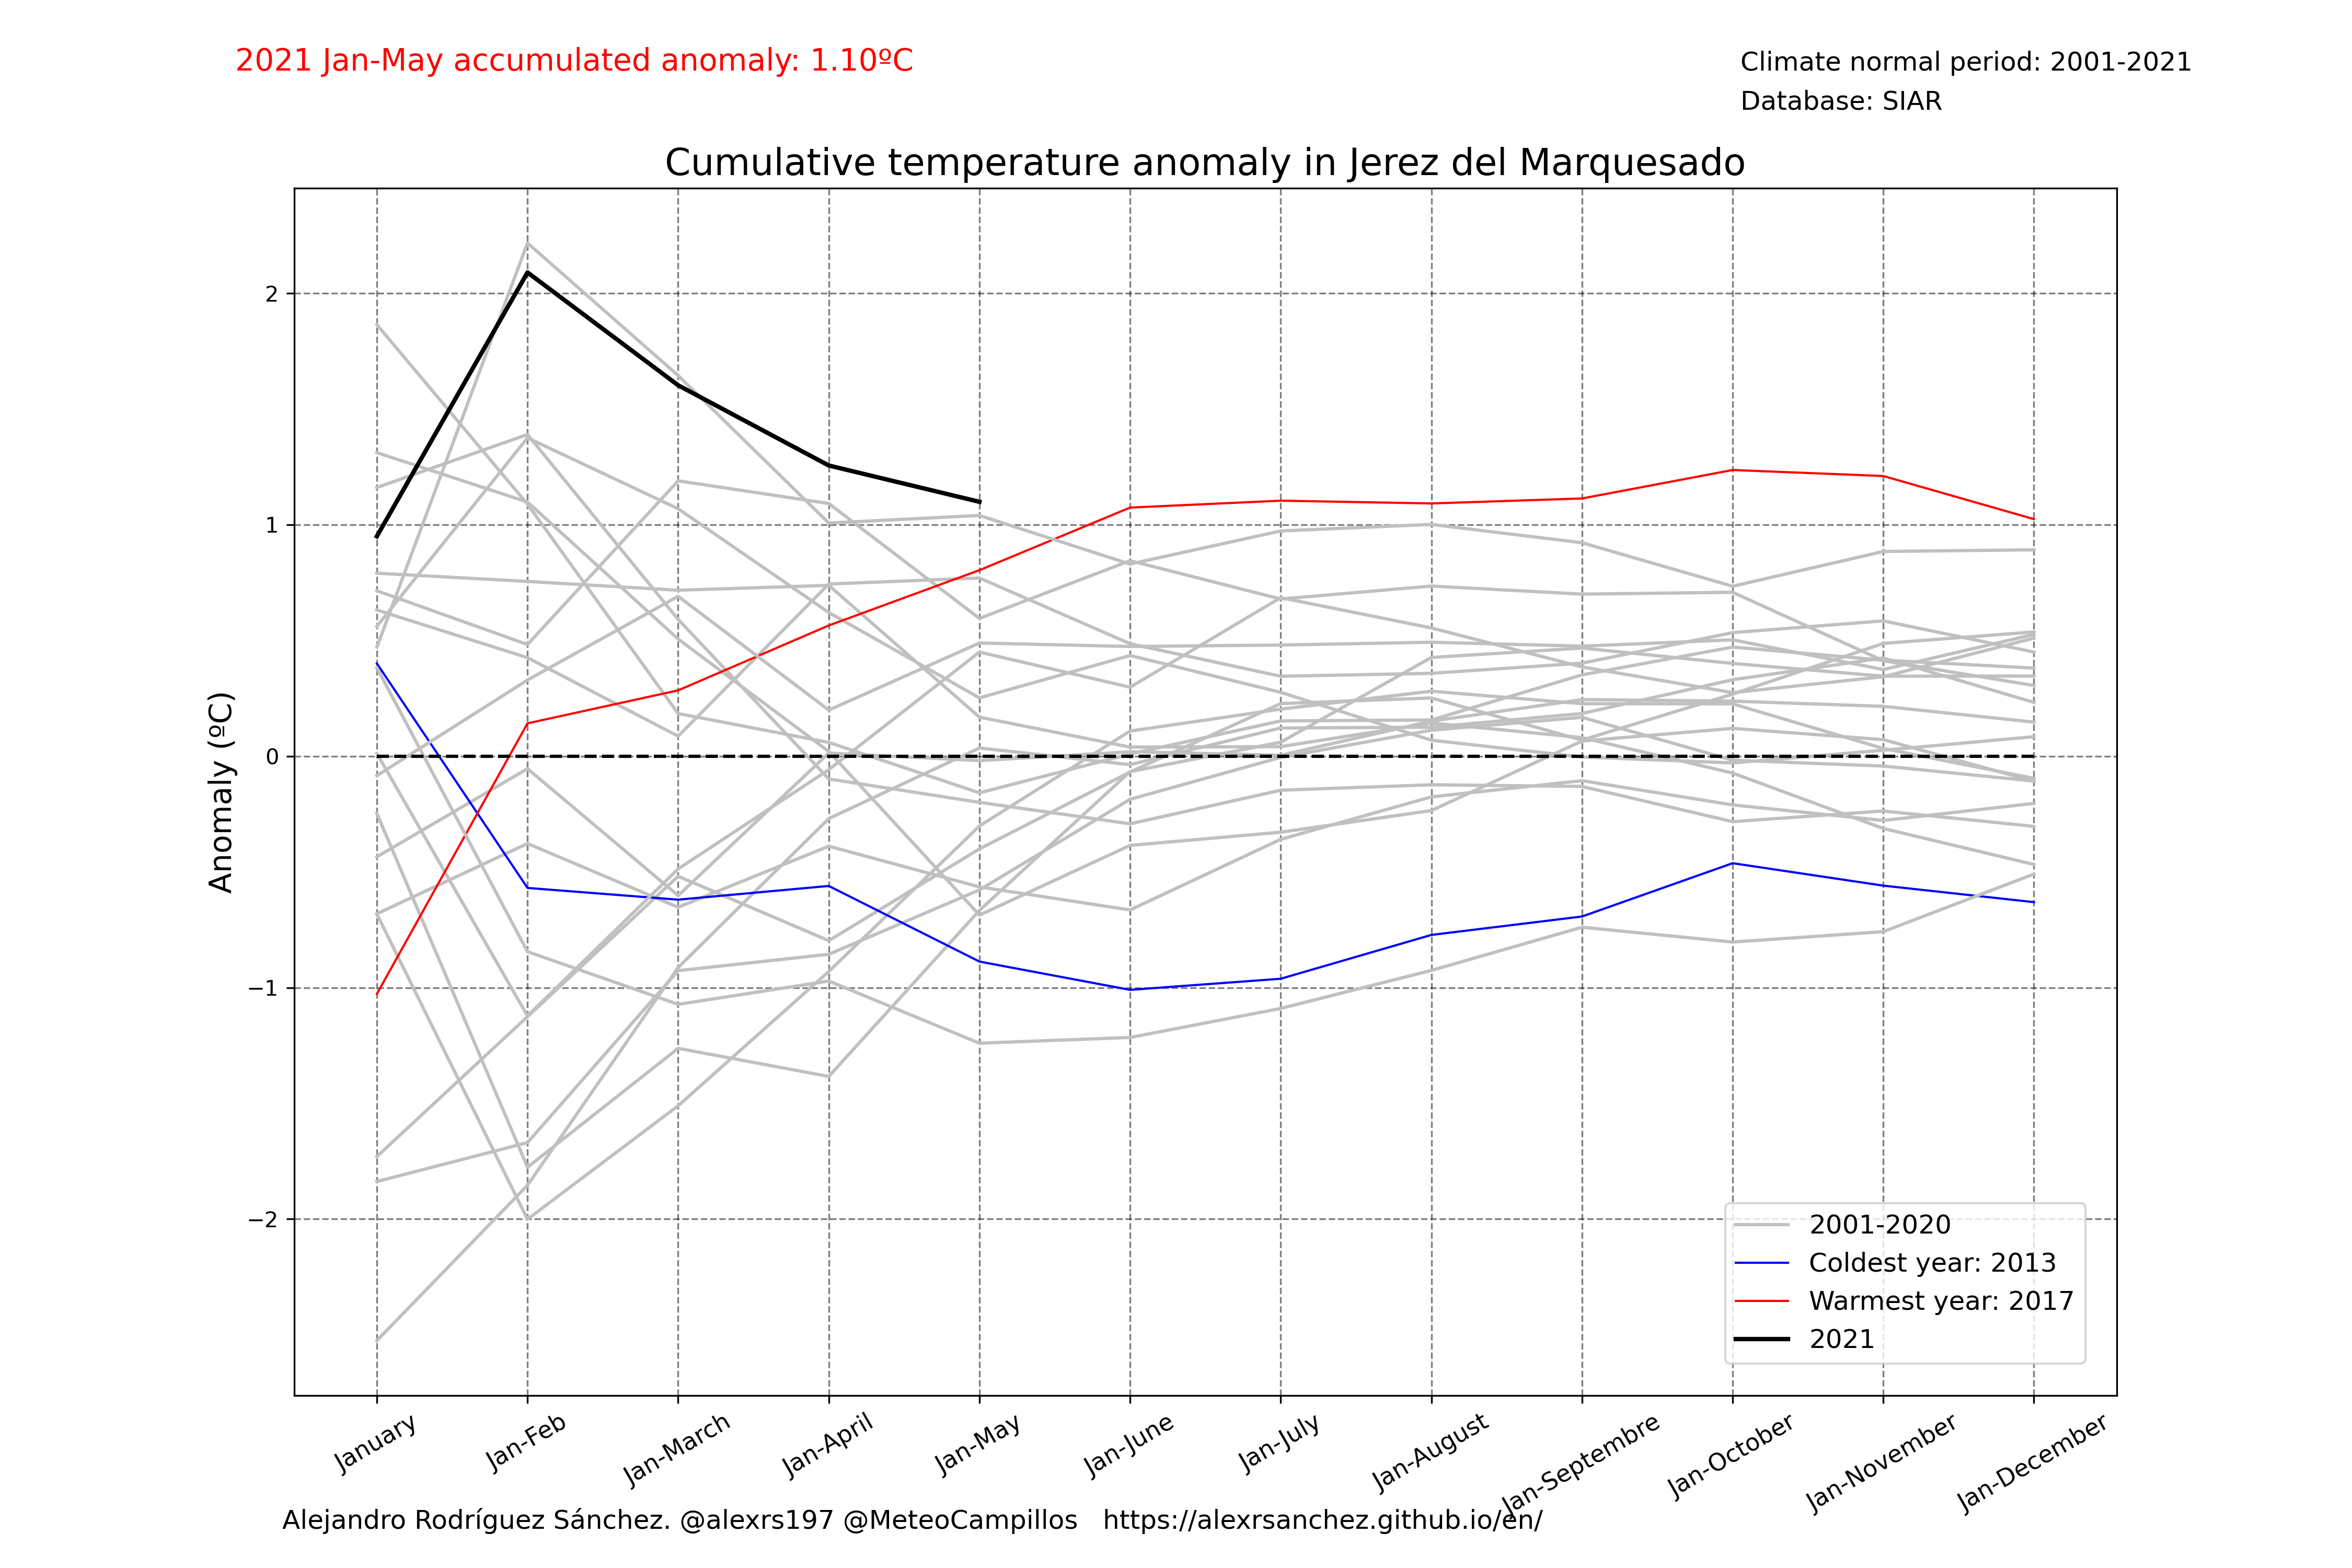 2021 Jan-May accumulated anomaly: 1.10ºC
Climate normal period: 2001-2021
Database: SIAR
Cumulative temperature anomaly in Jerez del Marquesado
Anomaly (ºC)
2
1
0
−1
−2
January
Jan-Feb
Jan-March
Jan-April
Jan-May
Jan-June
Jan-July
Jan-August
Jan-Septembre
Jan-October
Jan-November
Jan-December
2001-2020
Coldest year: 2013
Warmest year: 2017
2021
Alejandro Rodríguez Sánchez. @alexrs197 @MeteoCampillos   https://alexrsanchez.github.io/en/